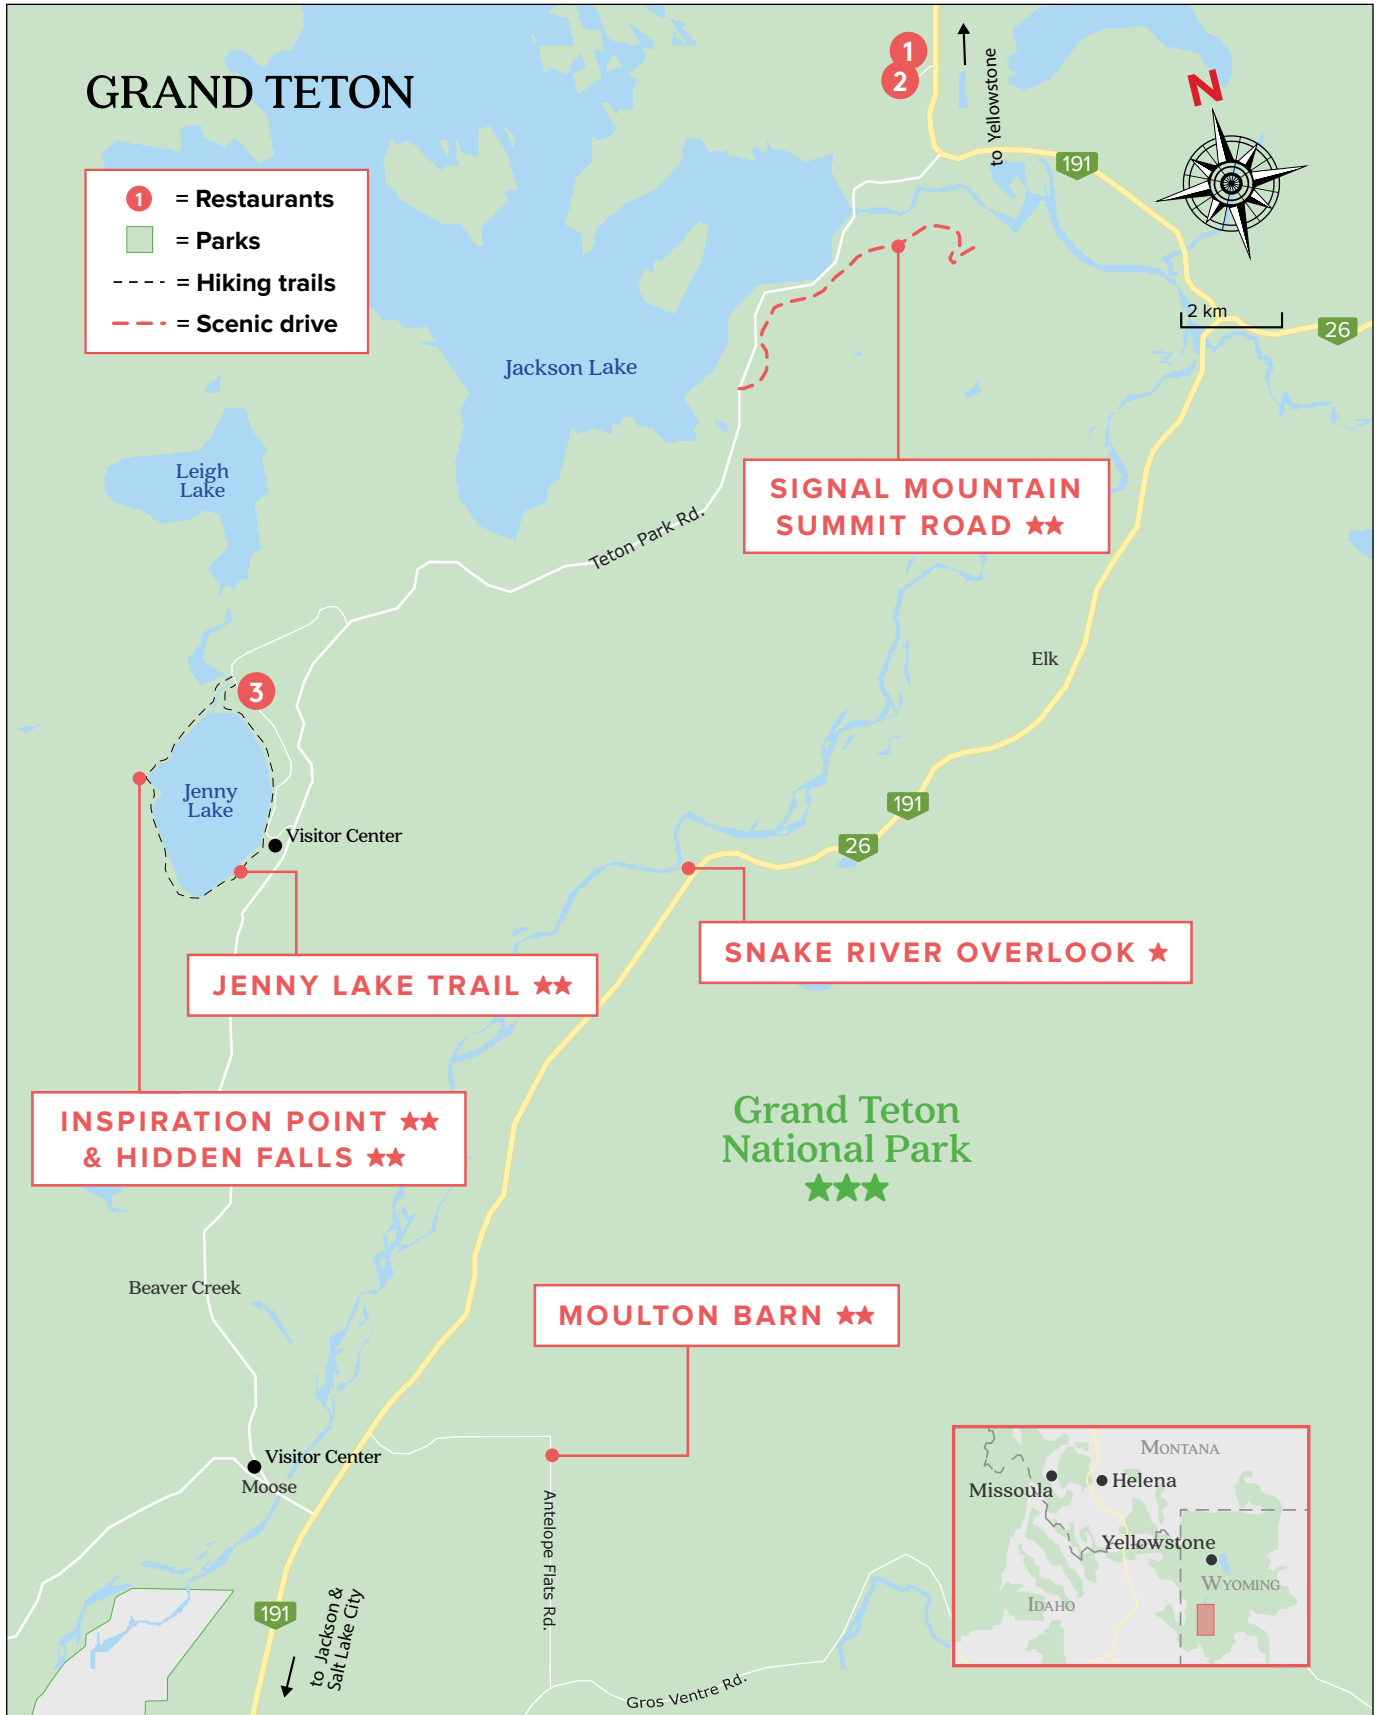 GRAND TETON
1 = Restaurants
= Parks
= Hiking trails
= Scenic drive
1
2
to Yellowstone
N
191
2 km
26
Jackson Lake
Leigh
Lake
SIGNAL MOUNTAIN
SUMMIT ROAD ★★
Teton Park Rd.
Elk
3
Jenny
Lake
Visitor Center
191
26
SNAKE RIVER OVERLOOK ★
JENNY LAKE TRAIL ★★
INSPIRATION POINT ★★
& HIDDEN FALLS ★★
Grand Teton
National Park
★★★
Beaver Creek
MOULTON BARN ★★
Visitor Center
Moose
Antelope Flats Rd.
191
to Jackson &
Salt Lake City
Gros Ventre Rd.
MONTANA
Missoula
Helena
Yellowstone
WYOMING
IDAHO